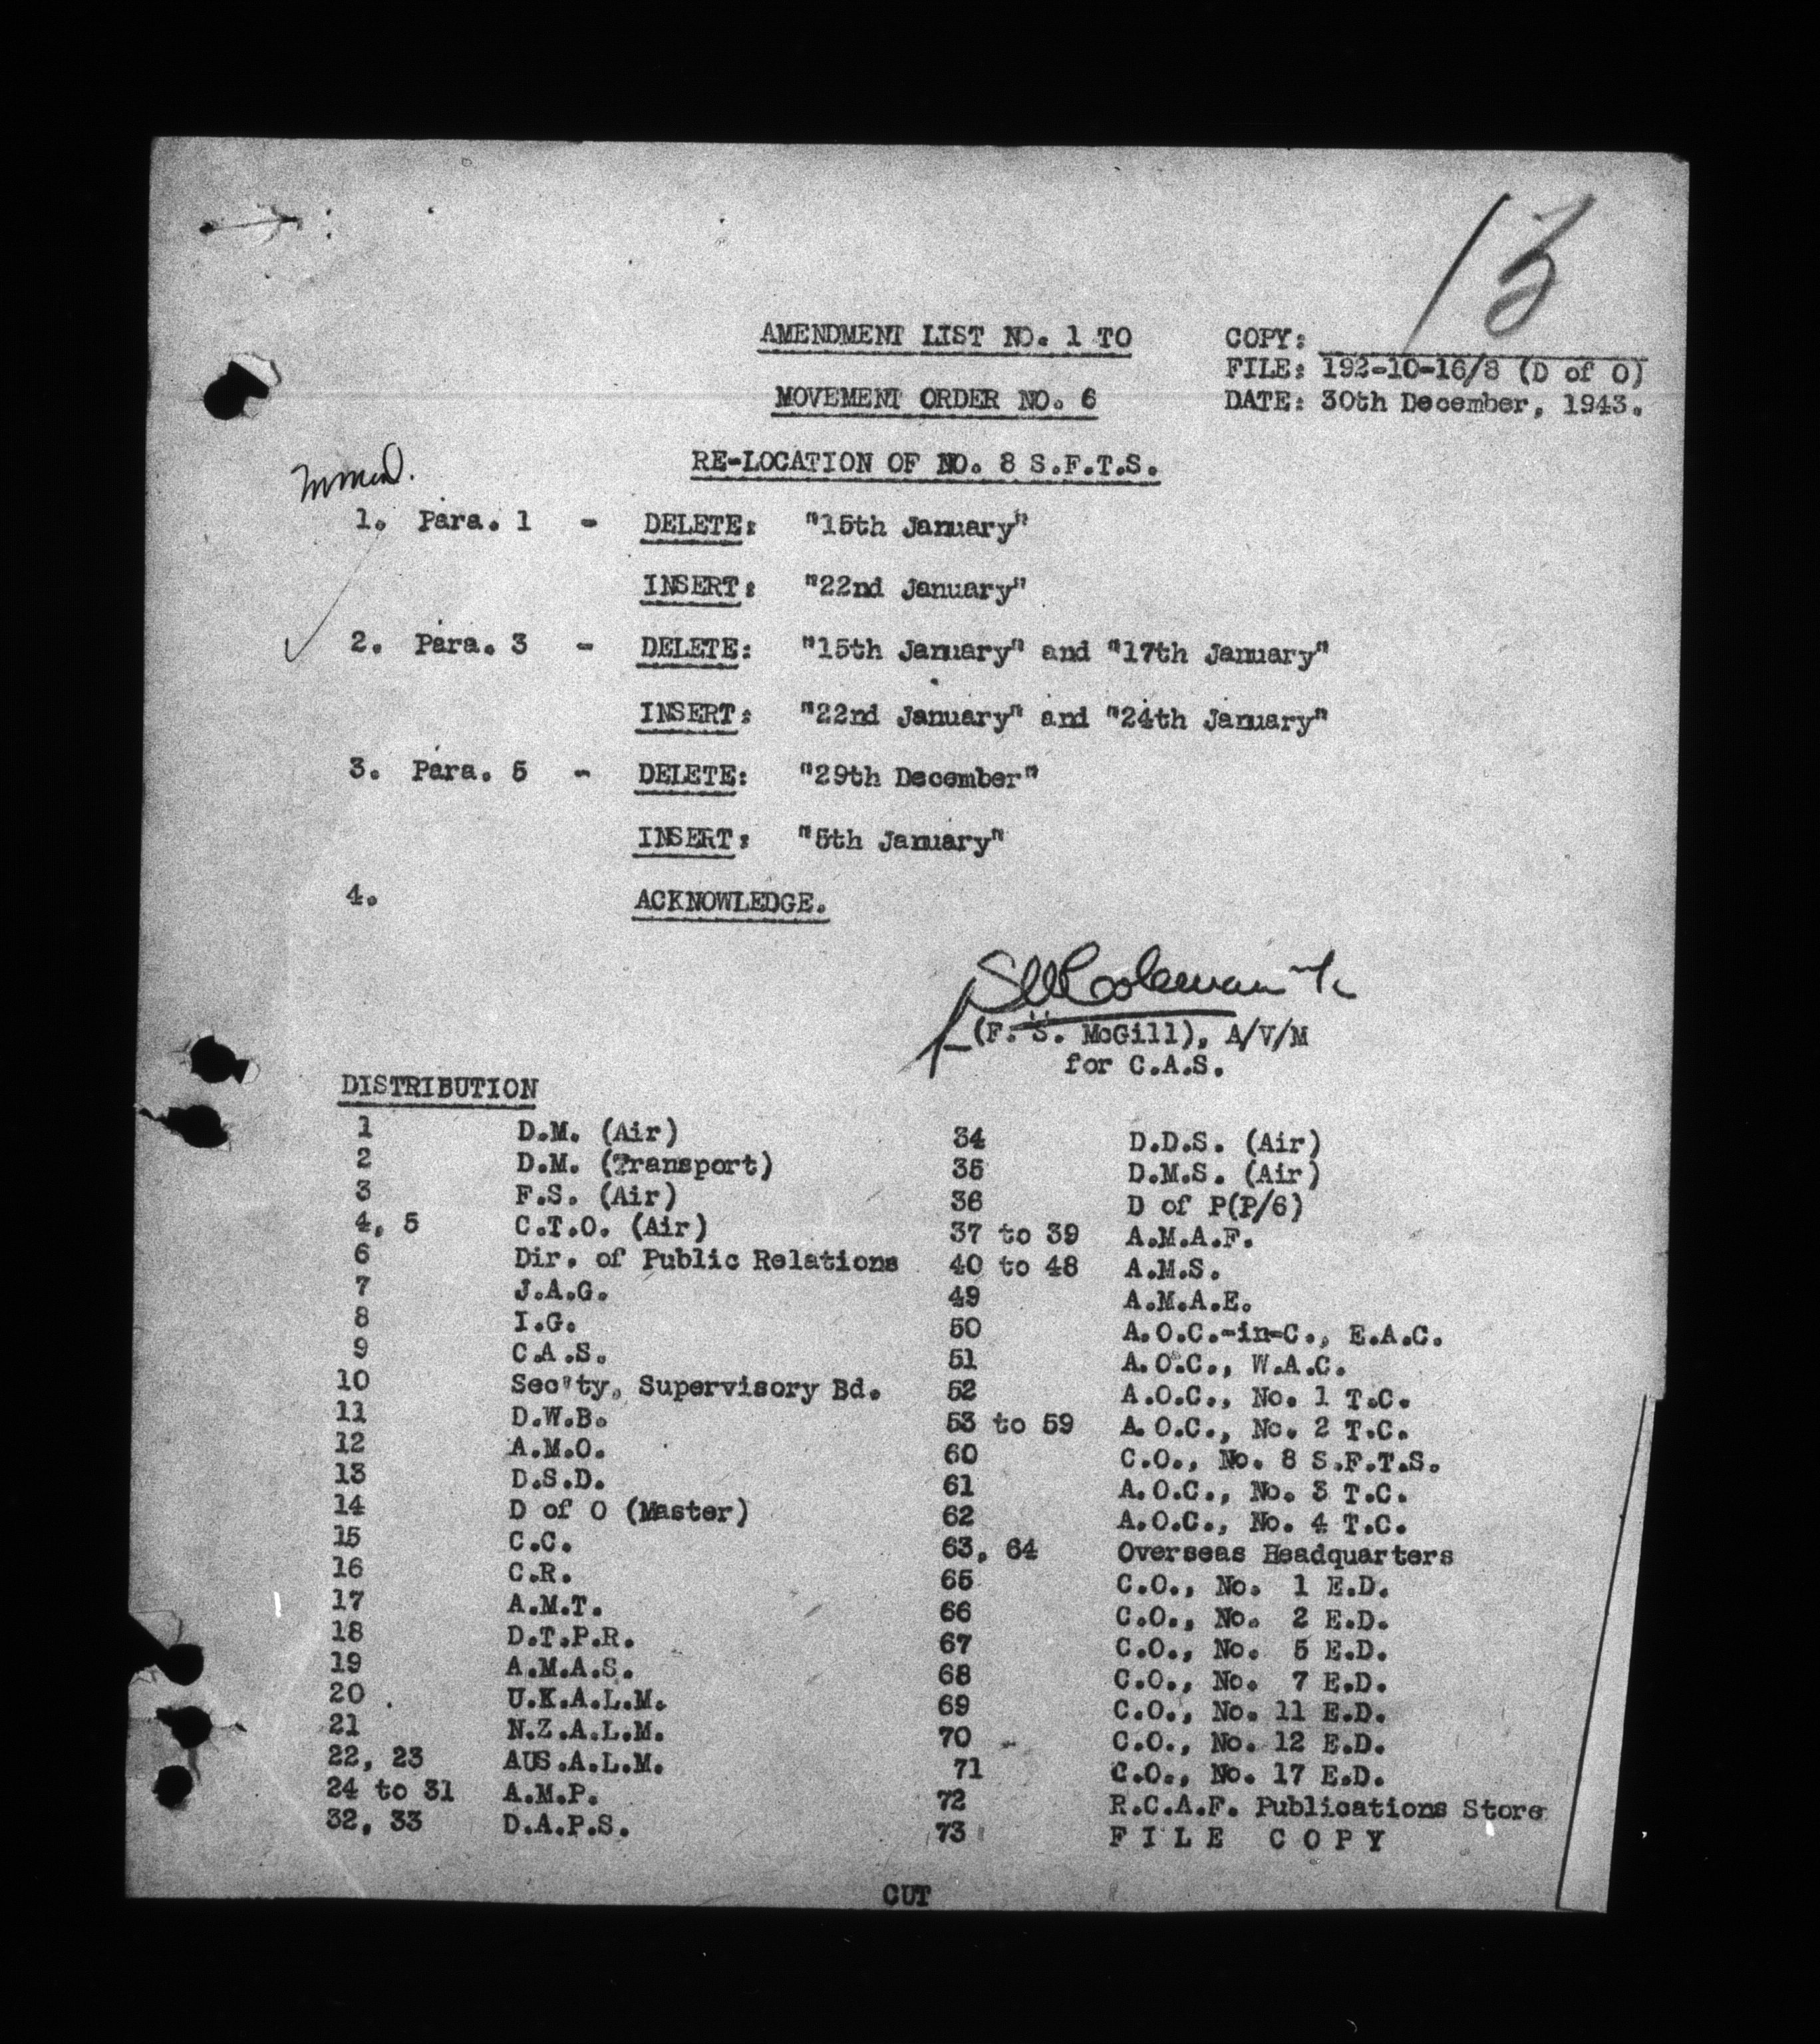 13
AMENDMENT LIST NO. 1 TO
COPY:
FILE: 192-10-16/8 (D of O)
MOVEMENT ORDER NO. 6
DATE: 30th December, 1943.
RE-LOCATION OF NO. 8 S.F.T.S.
1. Para. 1 - DELETE: "15th January"
INSERT: "22nd January"
2. Para. 3 - DELETE: "15th January" and "17th January"
INSERT: "22nd January" and "24th January"
3. Para. 5 - DELETE: "29th December"
INSERT: "5th January"
4. ACKNOWLEDGE.
(F. S. McGill), A/V/M
for C.A.S.
DISTRIBUTION
1 D.M. (Air)
2 D.M. (Transport)
3 F.S. (Air)
4, 5 C.T.O. (Air)
6 Dir. of Public Relations
7 J.A.G.
8 I.G.
9 C.A.S.
10 Sec'ty, Supervisory Bd.
11 D.W.B.
12 A.M.O.
13 D.S.D.
14 D of O (Master)
15 C.C.
16 C.R.
17 A.M.T.
18 D.T.P.R.
19 A.M.A.S.
20 U.K.A.L.M.
21 N.Z.A.L.M.
22, 23 AUS.A.L.M.
24 to 31 A.M.P.
32, 33 D.A.P.S.
34 D.D.S. (Air)
35 D.M.S. (Air)
36 D of P(P/6)
37 to 39 A.M.A.F.
40 to 48 A.M.S.
49 A.M.A.E.
50 A.O.C.-in-C., E.A.C.
51 A.O.C., W.A.C.
52 A.O.C., No. 1 T.C.
53 to 59 A.O.C., No. 2 T.C.
60 C.O., No. 8 S.F.T.S.
61 A.O.C., No. 3 T.C.
62 A.O.C., No. 4 T.C.
63, 64 Overseas Headquarters
65 C.O., No. 1 E.D.
66 C.O., No. 2 E.D.
67 C.O., No. 5 E.D.
68 C.O., No. 7 E.D.
69 C.O., No. 11 E.D.
70 C.O., No. 12 E.D.
71 C.O., No. 17 E.D.
72 R.C.A.F. Publications Store
73 F I L E C O P Y
CUT